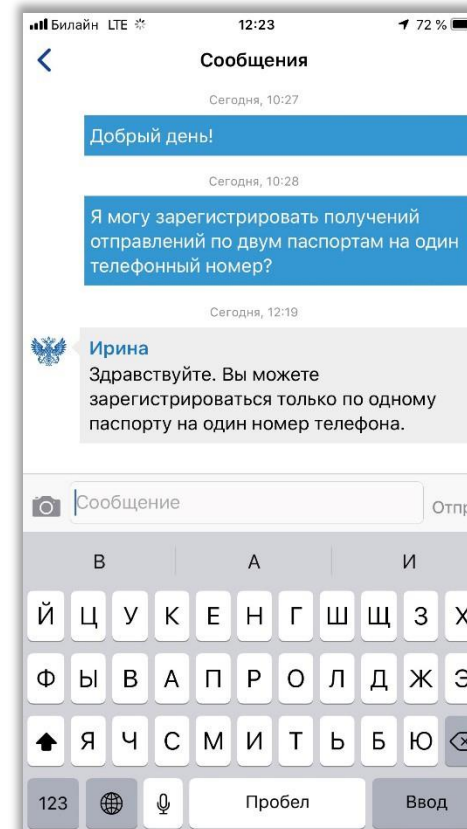 Билайн LTE 12:23 72 %
Сообщения
Сегодня, 10:27
Добрый день!
Сегодня, 10:28
Я могу зарегистрировать получений
отправлений по двум паспортам на один
телефонный номер?
Сегодня, 12:19
Ирина
Здравствуйте. Вы можете
зарегистрироваться только по одному
паспорту на один номер телефона.
Сообщение Отпр
В А И
Й Ц У К Е Н Г Ш Щ З Х
Ф Ы В А П Р О Л Д Ж Э
Я Ч С М И Т Ь Б Ю
123 Пробел Ввод